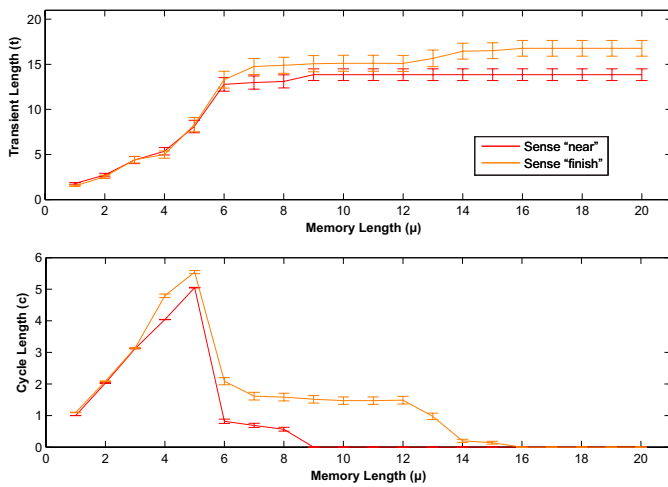 20
15
10
5
0
Transient Length (t)
0 2 4 6 8 10 12 14 16 18 20
Memory Length (μ)
Sense “near”
Sense “finish”
6
5
4
3
2
1
0
Cycle Length (c)
0 2 4 6 8 10 12 14 16 18 20
Memory Length (μ)